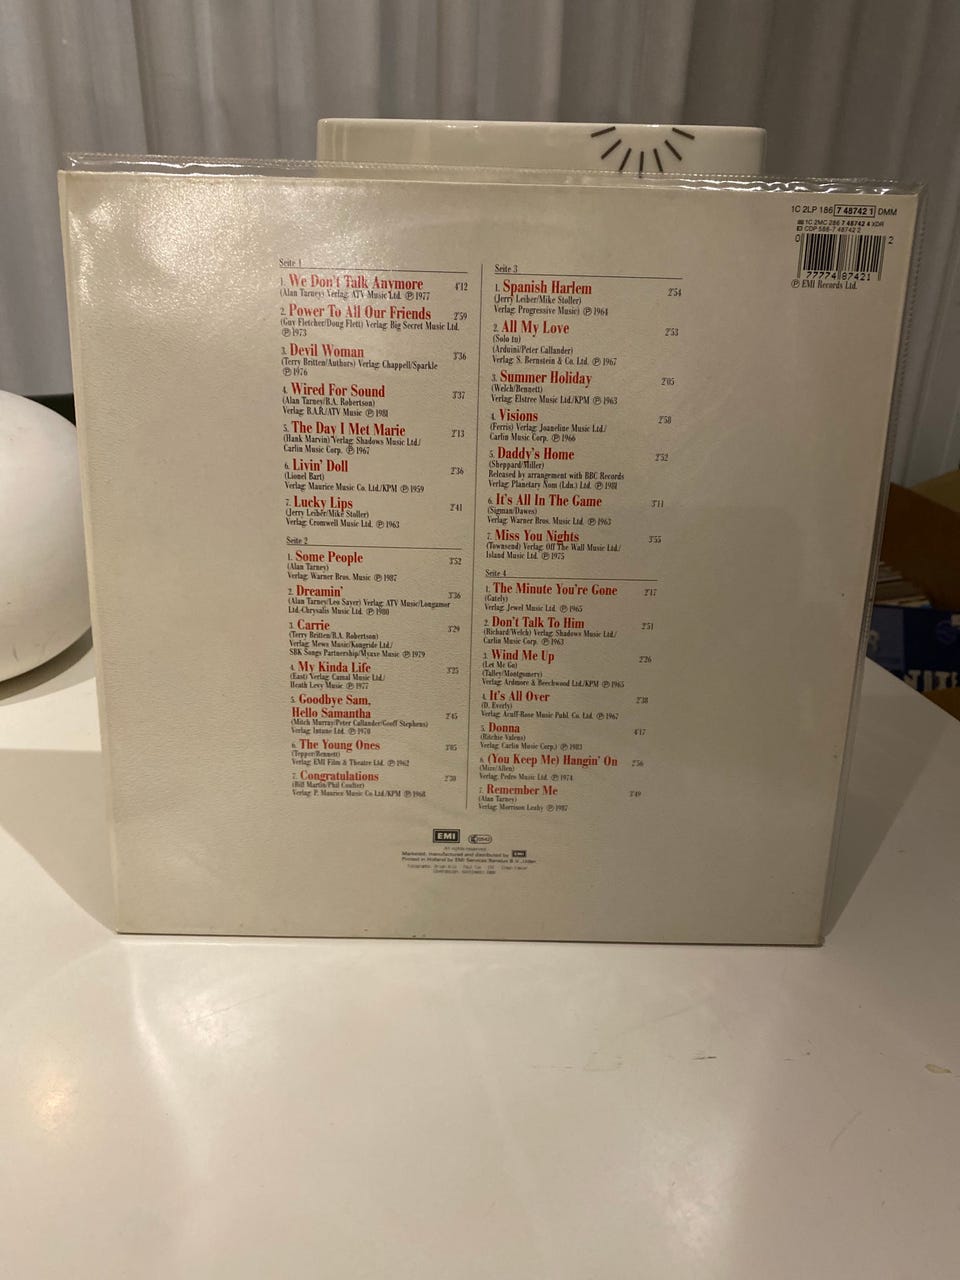 1C 2LP 186 7 48742 1 DMM
1C 2MC 286 7 48742 4 XDR
CDP 588-7 48742 2
0 77774 87421 2
Ⓟ EMI Records Ltd.
Seite 1
1. We Don't Talk Anymore 4'12
(Alan Tarney) Verlag: ATV Music Ltd. Ⓟ 1977
2. Power To All Our Friends 2'59
(Guy Fletcher/Doug Flett) Verlag: Big Secret Music Ltd.
Ⓟ 1973
3. Devil Woman 3'36
(Terry Britten/Authors) Verlag: Chappell/Sparkle
Ⓟ 1976
4. Wired For Sound 3'37
(Alan Tarney/B.A. Robertson)
Verlag: B.A.R./ATV Music Ⓟ 1981
5. The Day I Met Marie 2'13
(Hank Marvin) Verlag: Shadows Music Ltd./
Carlin Music Corp. Ⓟ 1967
6. Livin' Doll 2'36
(Lionel Bart)
Verlag: Maurice Music Co. Ltd./KPM Ⓟ 1959
7. Lucky Lips 2'41
(Jerry Leiber/Mike Stoller)
Verlag: Cromwell Music Ltd. Ⓟ 1963
Seite 2
1. Some People 3'52
(Alan Tarney)
Verlag: Warner Bros. Music Ⓟ 1987
2. Dreamin' 3'36
(Alan Tarney/Leo Sayer) Verlag: ATV Music/Longamor
Ltd.-Chrysalis Music Ltd. Ⓟ 1980
3. Carrie 3'29
(Terry Britten/B.A. Robertson)
Verlag: Mews Music/Kongride Ltd./
SBK Songs Partnership/Myaxe Music Ⓟ 1979
4. My Kinda Life 3'25
(East) Verlag: Camal Music Ltd./
Heath Levy Music Ⓟ 1977
5. Goodbye Sam,
Hello Samantha 2'45
(Mitch Murray/Peter Callander/Geoff Stephens)
Verlag: Intune Ltd. Ⓟ 1970
6. The Young Ones 3'05
(Tepper/Bennett)
Verlag: EMI Film & Theatre Ltd. Ⓟ 1962
7. Congratulations 2'30
(Bill Martin/Phil Coulter)
Verlag: P. Maurice Music Co. Ltd./KPM Ⓟ 1968
Seite 3
1. Spanish Harlem 2'54
(Jerry Leiber/Mike Stoller)
Verlag: Progressive Music) Ⓟ 1964
2. All My Love 2'53
(Solo tu)
(Arduini/Peter Callander)
Verlag: S. Bernstein & Co. Ltd. Ⓟ 1967
3. Summer Holiday 2'05
(Welch/Bennett)
Verlag: Elstree Music Ltd./KPM Ⓟ 1963
4. Visions 2'58
(Ferris) Verlag: Joaneline Music Ltd./
Carlin Music Corp. Ⓟ 1966
5. Daddy's Home 2'52
(Sheppard/Miller)
Released by arrangement with BBC Records
Verlag: Planetary Nom (Ldn.) Ltd. Ⓟ 1981
6. It's All In The Game 3'11
(Sigman/Dawes)
Verlag: Warner Bros. Music Ltd. Ⓟ 1963
7. Miss You Nights 3'55
(Townsend) Verlag: Off The Wall Music Ltd./
Island Music Ltd. Ⓟ 1975
Seite 4
1. The Minute You're Gone 2'17
(Gately)
Verlag: Jewel Music Ltd. Ⓟ 1965
2. Don't Talk To Him 2'51
(Richard/Welch) Verlag: Shadows Music Ltd./
Carlin Music Corp. Ⓟ 1963
3. Wind Me Up 2'26
(Let Me Go)
(Talley/Montgomery)
Verlag: Ardmore & Beechwood Ltd./KPM Ⓟ 1965
4. It's All Over 2'38
(D. Everly)
Verlag: Acuff-Rose Music Publ. Co. Ltd. Ⓟ 1967
5. Donna 4'17
(Ritchie Valens)
Verlag: Carlin Music Corp.) Ⓟ 1983
6. (You Keep Me) Hangin' On 2'56
(Mize/Allen)
Verlag: Pedro Music Ltd. Ⓟ 1974
7. Remember Me 3'49
(Alan Tarney)
Verlag: Morrison Leahy Ⓟ 1987
EMI
All rights reserved
Marketed, manufactured and distributed by EMI
Printed in Holland by EMI Services Benelux B.V., Uden